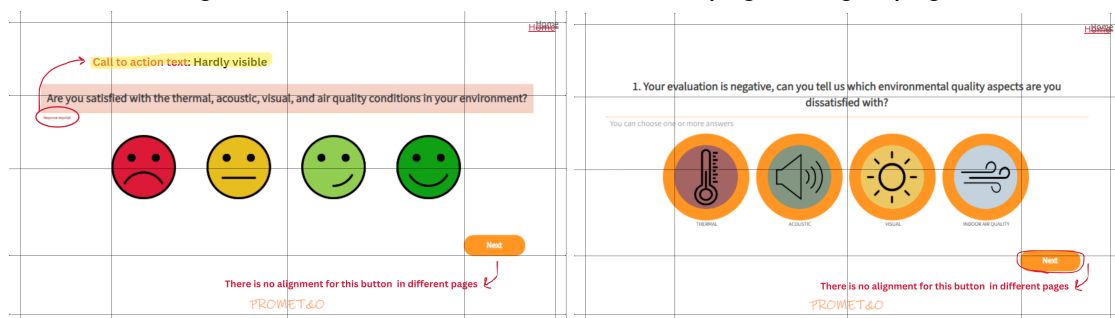 Home
Home
Call to action text: Hardly visible
Are you satisfied with the thermal, acoustic, visual, and air quality conditions in your environment?
Response required
Next
There is no alignment for this button in different pages
PROMET&O
Home
Home
1. Your evaluation is negative, can you tell us which environmental quality aspects are you
dissatisfied with?
You can choose one or more answers
THERMAL
ACOUSTIC
VISUAL
INDOOR AIR QUALITY
Next
There is no alignment for this button in different pages
PROMET&O